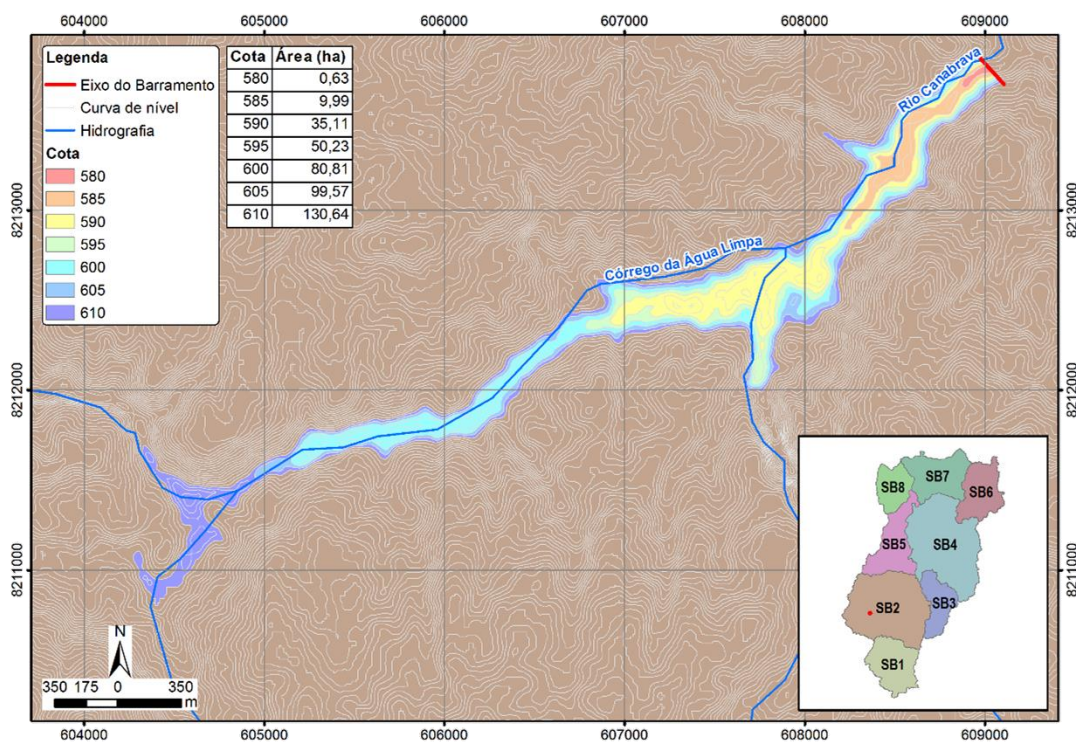 604000 605000 606000 607000 608000 609000
Legenda
Eixo do Barramento
Curva de nível
Hidrografia
Cota
580
585
590
595
600
605
610
Cota Área (ha)
580 0,63
585 9,99
590 35,11
595 50,23
600 80,81
605 99,57
610 130,64
Rio Canabrava
Córrego da Água Limpa
8213000 8213000
8212000 8212000
8211000 8211000
SB8 SB7 SB6
SB5 SB4
SB2 SB3
SB1
N
350 175 0 350
m
604000 605000 606000 607000 608000 609000